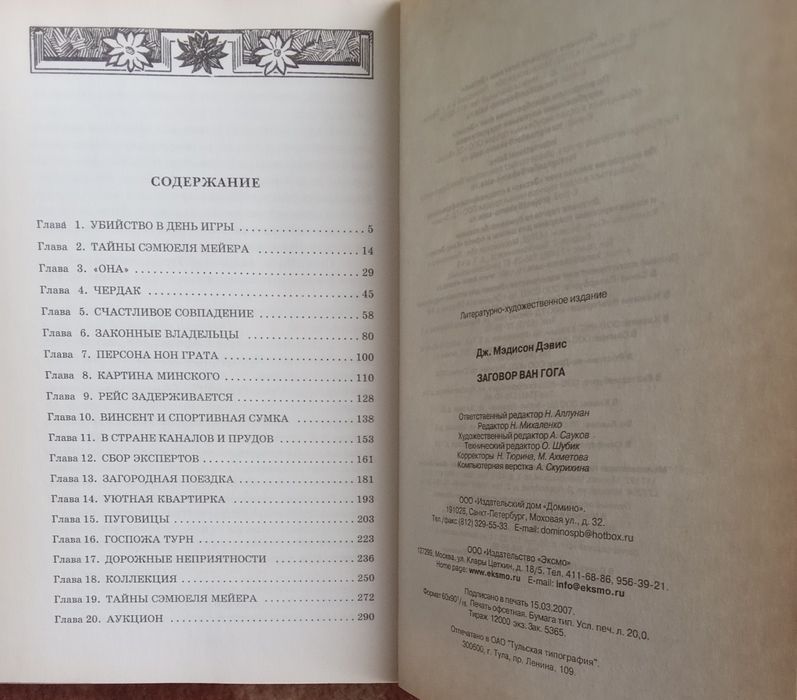 СОДЕРЖАНИЕ
Глава 1. УБИЙСТВО В ДЕНЬ ИГРЫ 5
Глава 2. ТАЙНЫ СЭМЮЕЛЯ МЕЙЕРА 14
Глава 3. «ОНА» 29
Глава 4. ЧЕРДАК 45
Глава 5. СЧАСТЛИВОЕ СОВПАДЕНИЕ 58
Глава 6. ЗАКОННЫЕ ВЛАДЕЛЬЦЫ 80
Глава 7. ПЕРСОНА НОН ГРАТА 100
Глава 8. КАРТИНА МИНСКОГО 110
Глава 9. РЕЙС ЗАДЕРЖИВАЕТСЯ 128
Глава 10. ВИНСЕНТ И СПОРТИВНАЯ СУМКА 138
Глава 11. В СТРАНЕ КАНАЛОВ И ПРУДОВ 153
Глава 12. СБОР ЭКСПЕРТОВ 161
Глава 13. ЗАГОРОДНАЯ ПОЕЗДКА 181
Глава 14. УЮТНАЯ КВАРТИРКА 193
Глава 15. ПУГОВИЦЫ 203
Глава 16. ГОСПОЖА ТУРН 223
Глава 17. ДОРОЖНЫЕ НЕПРИЯТНОСТИ 236
Глава 18. КОЛЛЕКЦИЯ 250
Глава 19. ТАЙНЫ СЭМЮЕЛЯ МЕЙЕРА 272
Глава 20. АУКЦИОН 290
Литературно-художественное издание
Дж. Мэдисон Дэвис
ЗАГОВОР ВАН ГОГА
Ответственный редактор Н. Аллунан
Редактор Н. Михаленко
Художественный редактор А. Сауков
Технический редактор О. Шубик
Корректоры Н. Тюрина, М. Ахметова
Компьютерная верстка А. Скурихина
ООО «Издательский дом «Домино».
191028, Санкт-Петербург, Моховая ул., д. 32.
Тел./факс (812) 329-55-33 E-mail: dominospb@hotbox.ru
ООО «Издательство «Эксмо»
127299, Москва, ул. Клары Цеткин, д. 18/5. Тел. 411-68-86, 956-39-21.
Home page: www.eksmo.ru E-mail: info@eksmo.ru
Подписано в печать 15.03.2007.
Формат 60x90 1/16. Печать офсетная. Бумага тип. Усл. печ. л. 20,0.
Тираж 12000 экз. Зак. 5365.
Отпечатано в ОАО "Тульская типография".
300600, г. Тула, пр. Ленина, 109.